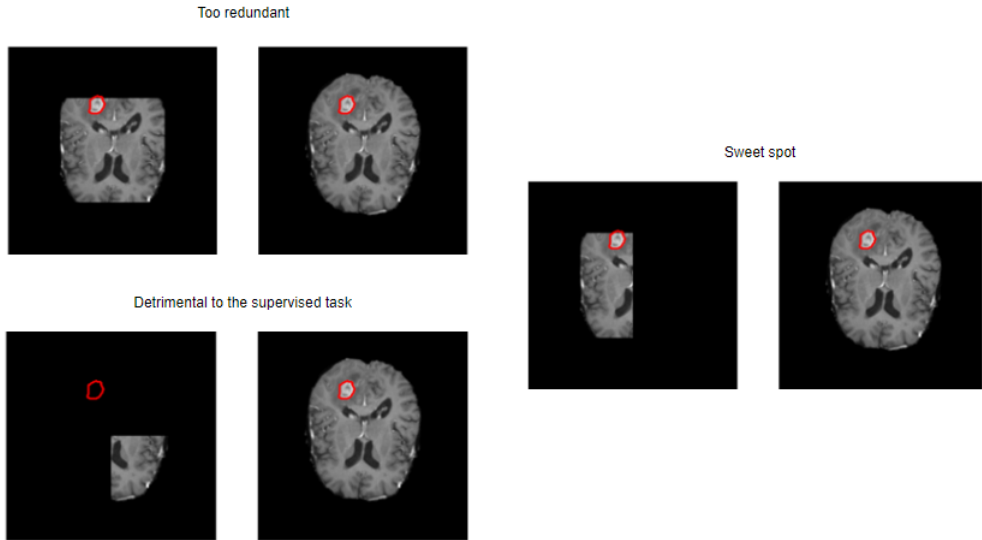 Too redundant
Sweet spot
Detrimental to the supervised task